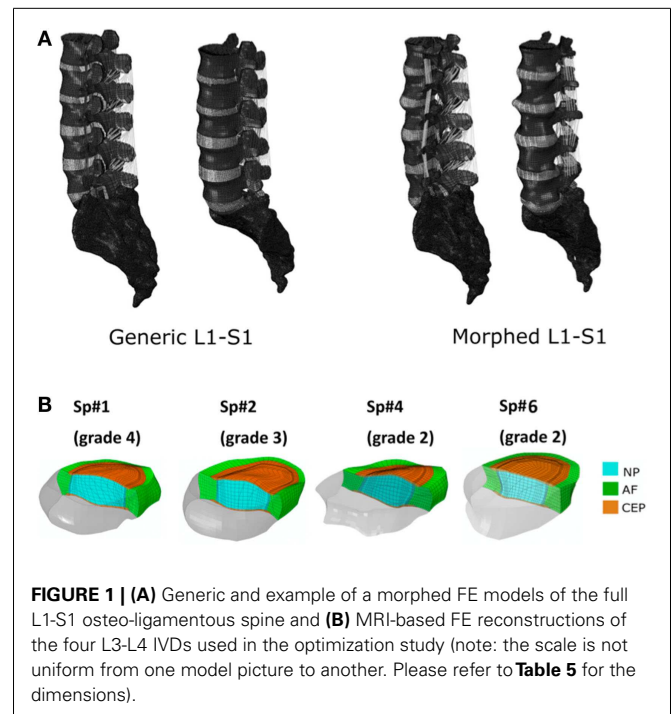 A
Generic L1-S1
Morphed L1-S1
B
Sp#1
(grade 4)
Sp#2
(grade 3)
Sp#4
(grade 2)
Sp#6
(grade 2)
NP
AF
CEP
FIGURE 1 | (A) Generic and example of a morphed FE models of the full
L1-S1 osteo-ligamentous spine and (B) MRI-based FE reconstructions of
the four L3-L4 IVDs used in the optimization study (note: the scale is not
uniform from one model picture to another. Please refer to Table 5 for the
dimensions).